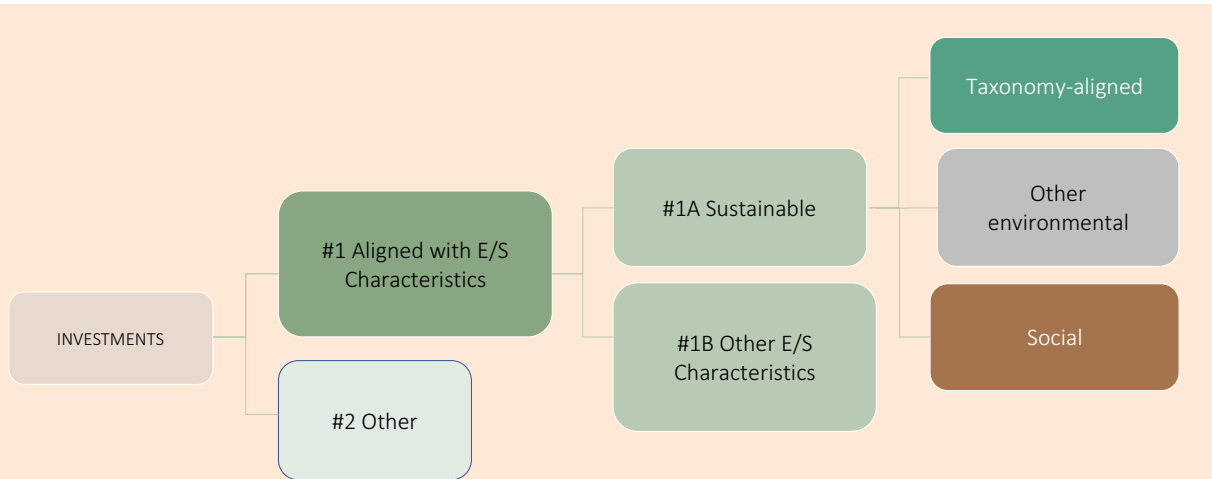 INVESTMENTS
#1 Aligned with E/S
Characteristics
#2 Other
#1A Sustainable
#1B Other E/S
Characteristics
Taxonomy-aligned
Other
environmental
Social